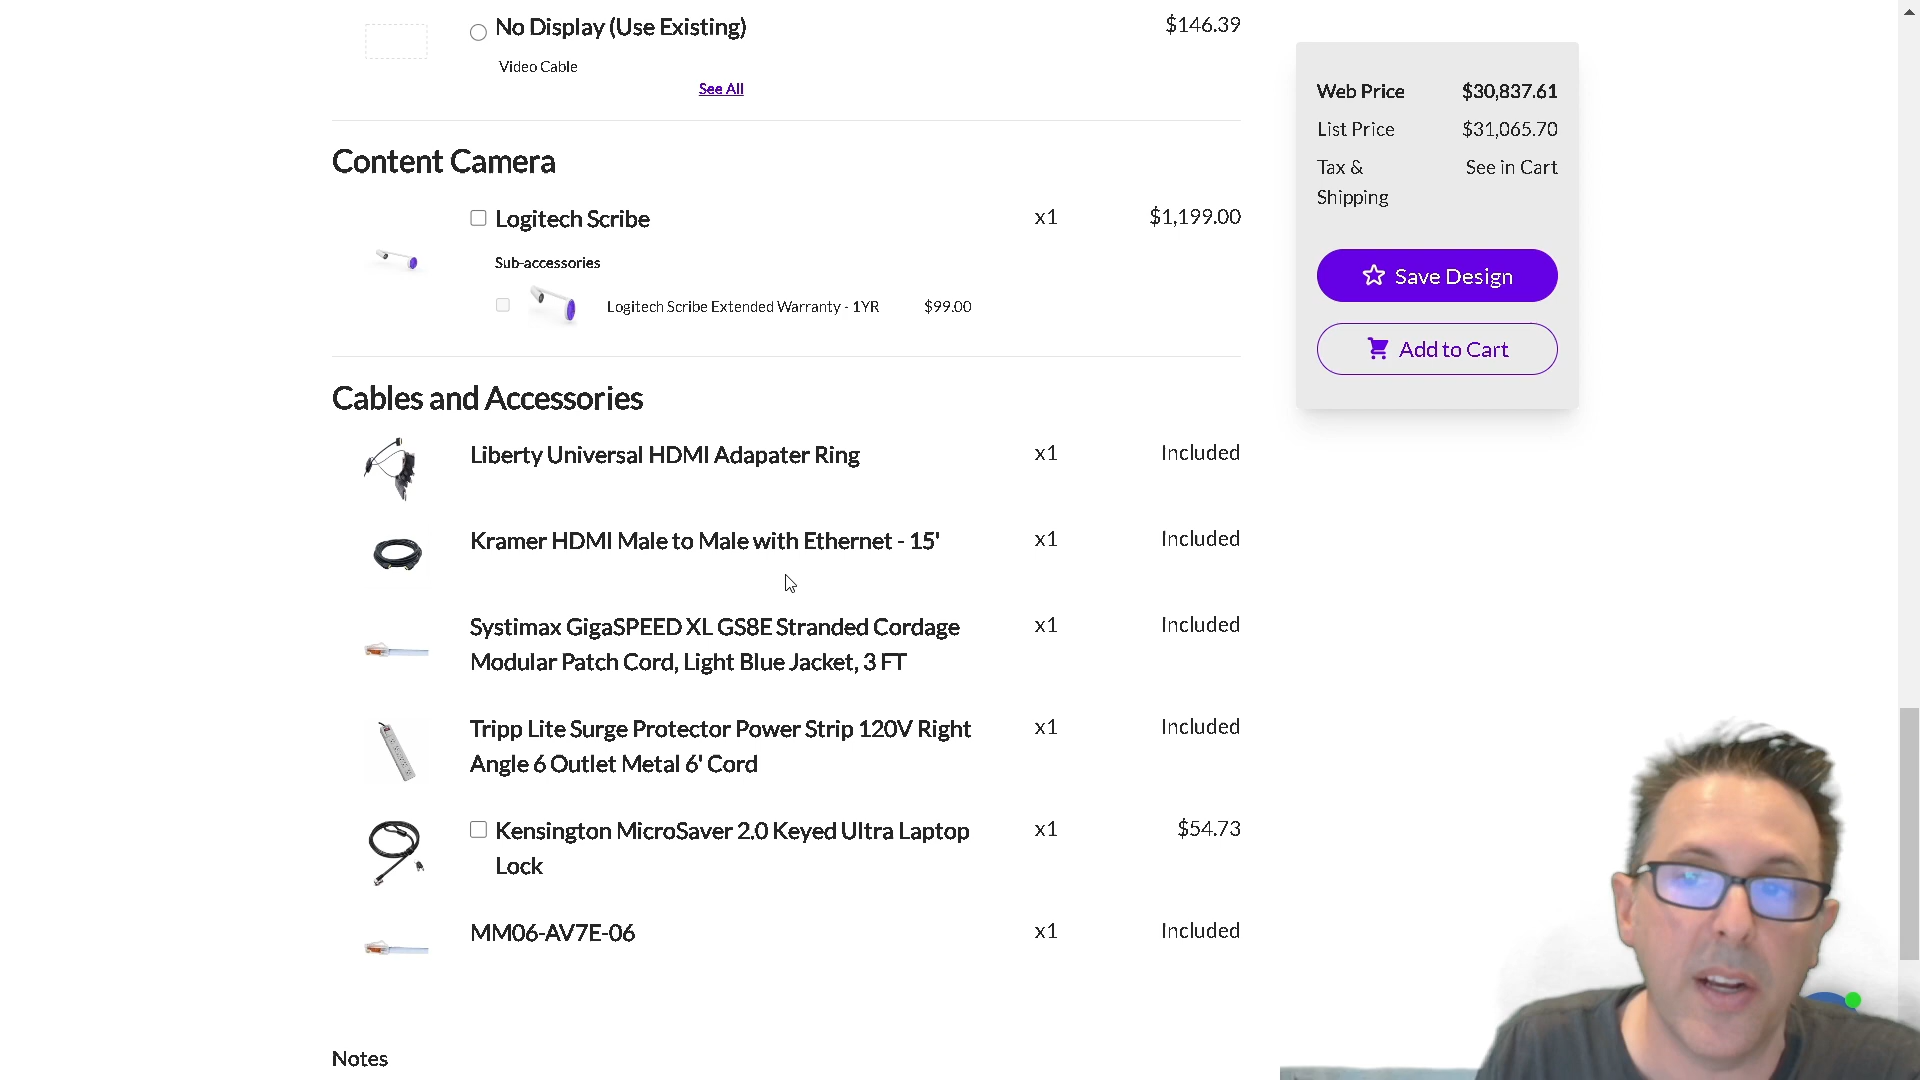 No Display (Use Existing)
$146.39
Video Cable
See All
Web Price $30,837.61
List Price $31,065.70
Tax & See in Cart
Shipping
Save Design
Add to Cart
Content Camera
Logitech Scribe x1 $1,199.00
Sub-accessories
Logitech Scribe Extended Warranty - 1YR $99.00
Cables and Accessories
Liberty Universal HDMI Adapater Ring x1 Included
Kramer HDMI Male to Male with Ethernet - 15' x1 Included
Systimax GigaSPEED XL GS8E Stranded Cordage x1 Included
Modular Patch Cord, Light Blue Jacket, 3 FT
Tripp Lite Surge Protector Power Strip 120V Right x1 Included
Angle 6 Outlet Metal 6' Cord
Kensington MicroSaver 2.0 Keyed Ultra Laptop x1 $54.73
Lock
MM06-AV7E-06 x1 Included
Notes